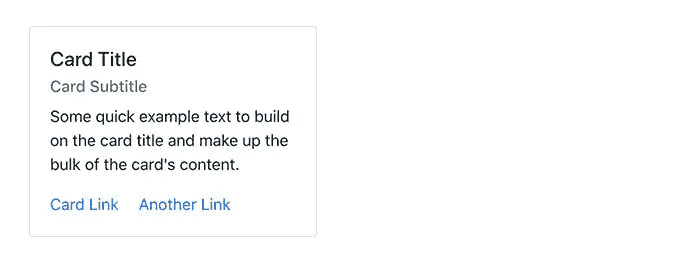 Card Title
Card Subtitle
Some quick example text to build
on the card title and make up the
bulk of the card's content.
Card Link Another Link